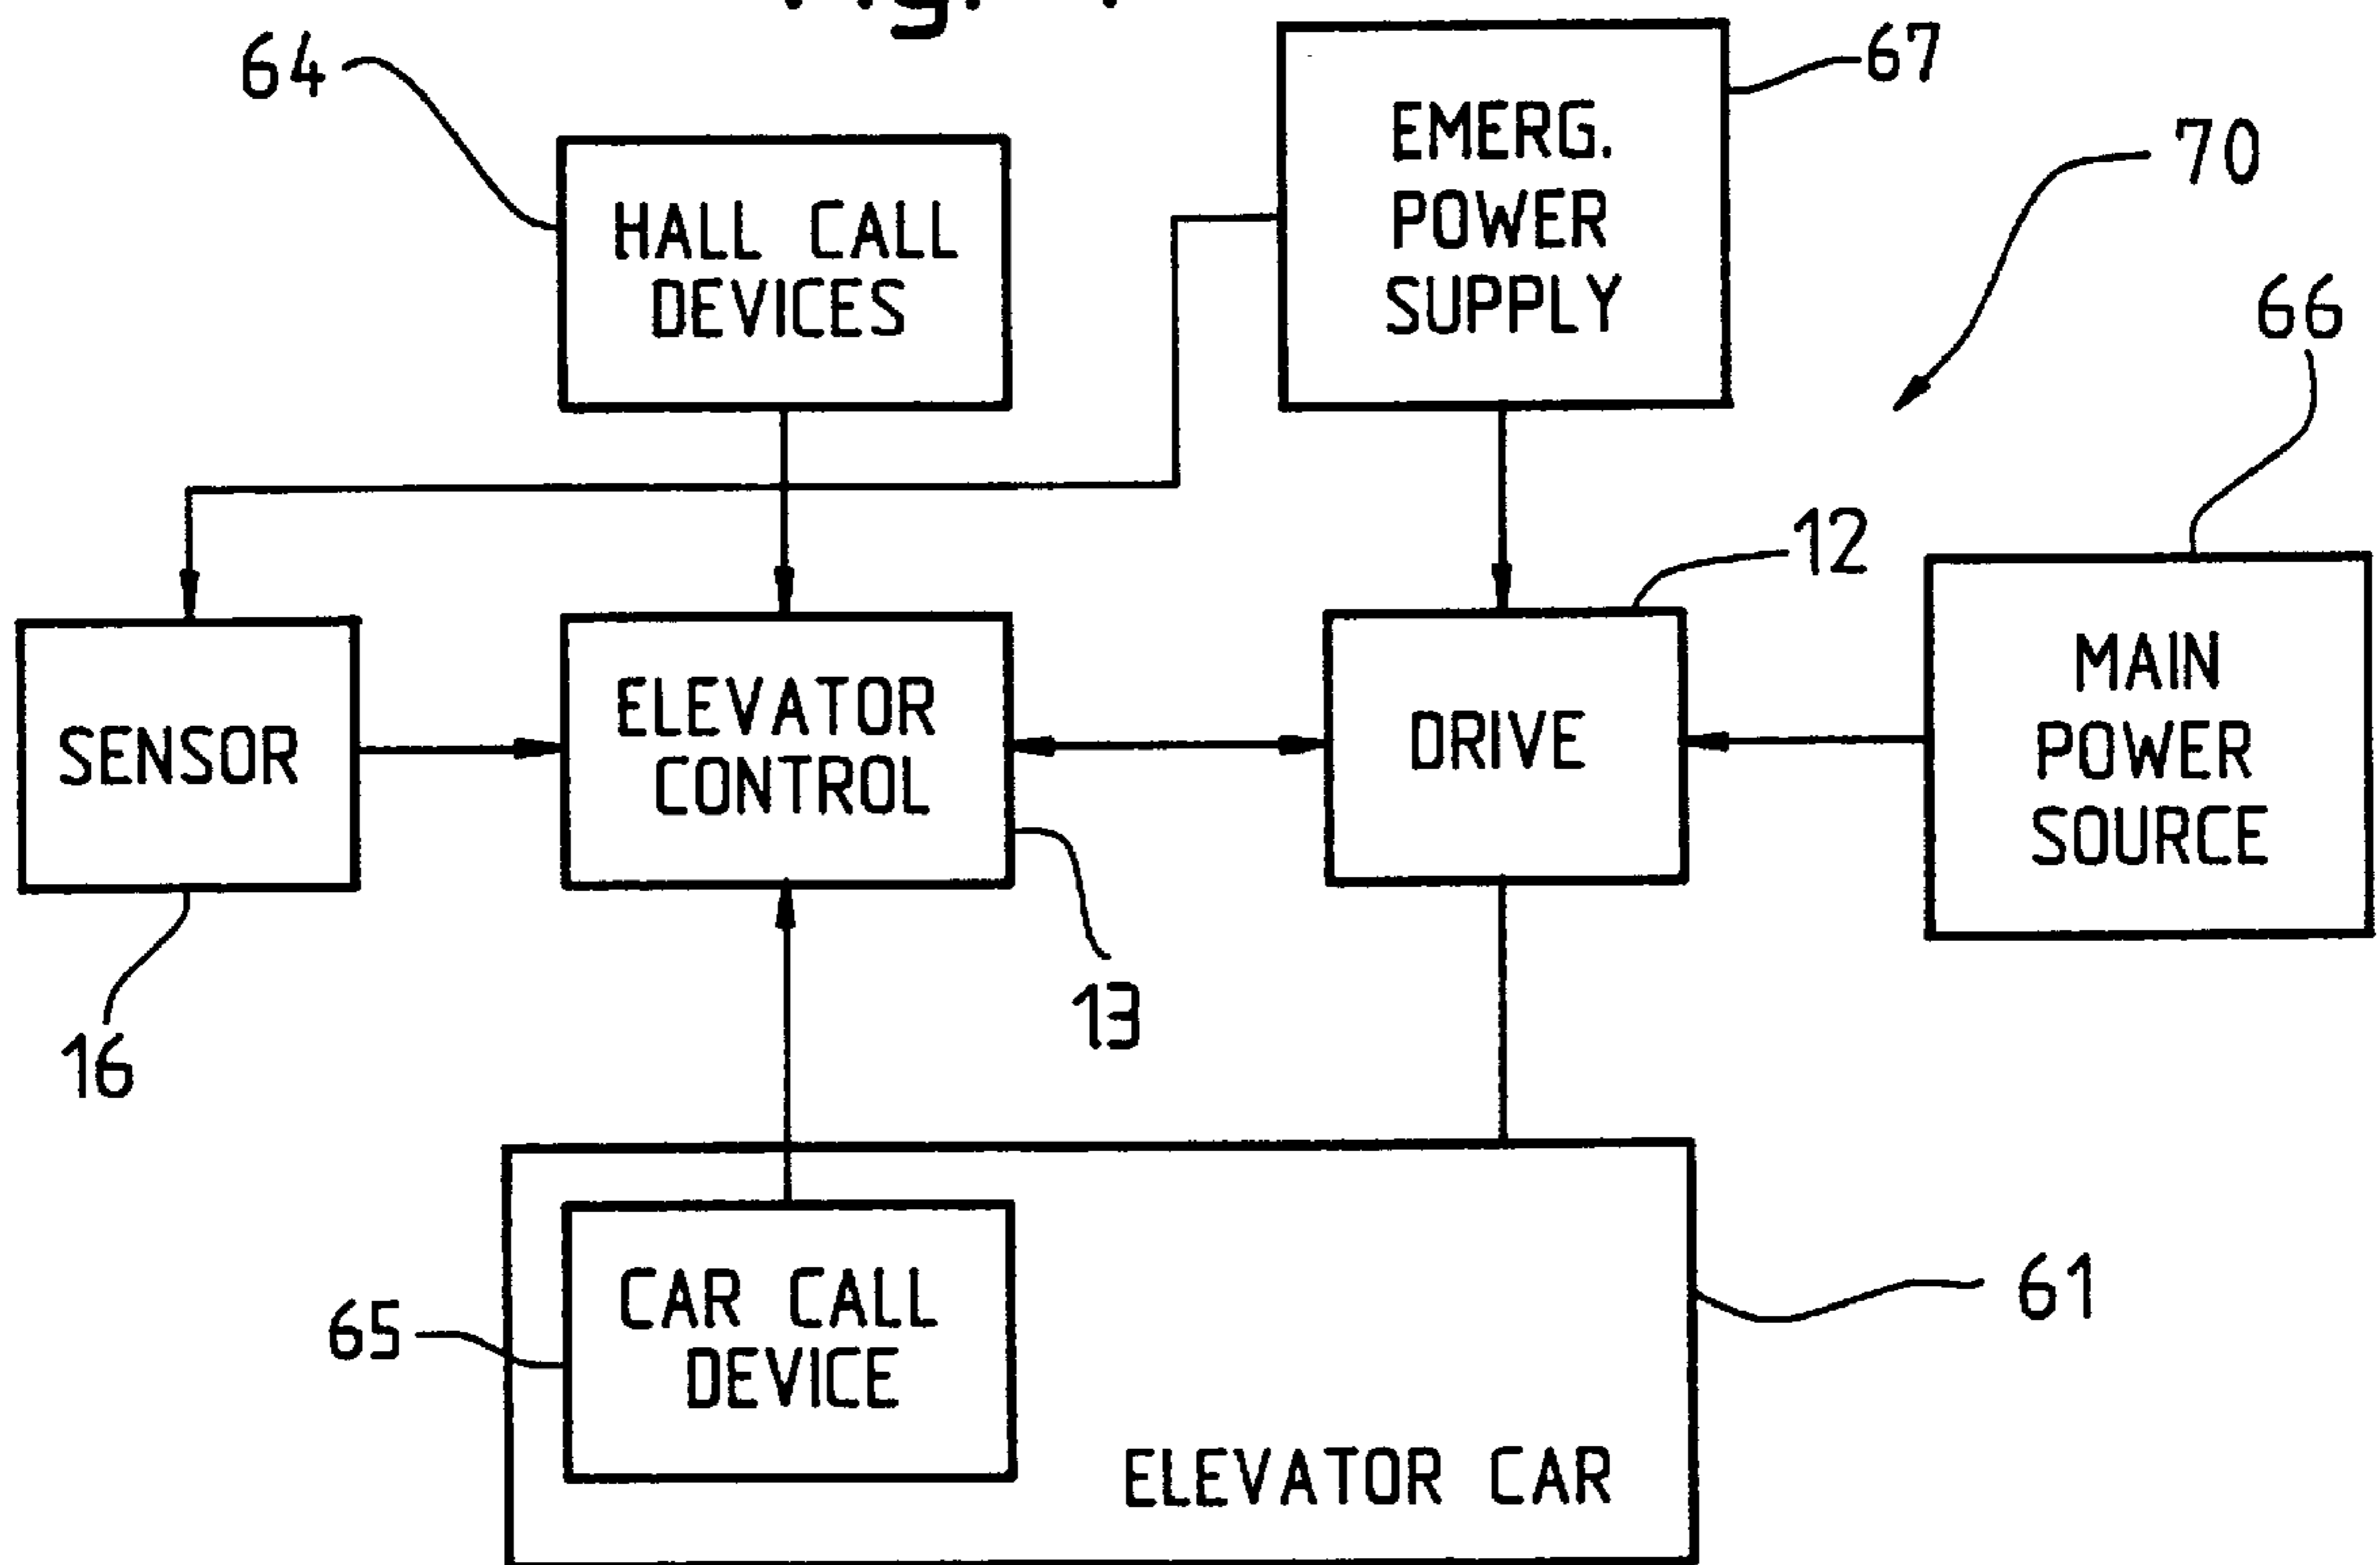 64
67
EMERG.
POWER
SUPPLY
70
HALL CALL
DEVICES
66
12
MAIN
POWER
SOURCE
SENSOR
ELEVATOR
CONTROL
DRIVE
13
16
61
65
CAR CALL
DEVICE
ELEVATOR CAR